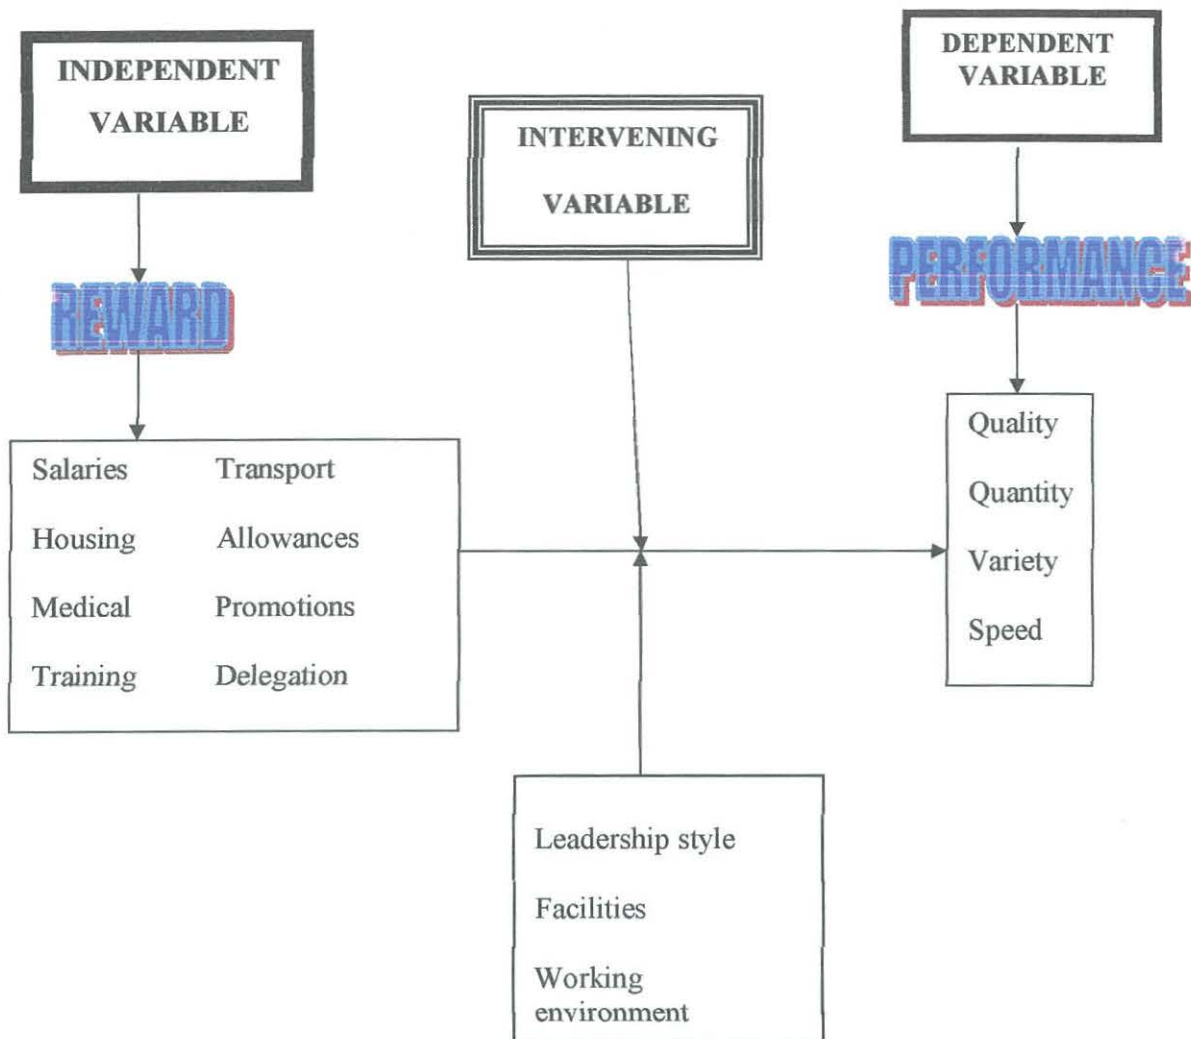 INDEPENDENT
VARIABLE
INTERVENING
VARIABLE
DEPENDENT
VARIABLE
REWARD
PERFORMANCE
Salaries Transport
Housing Allowances
Medical Promotions
Training Delegation
Quality
Quantity
Variety
Speed
Leadership style
Facilities
Working
environment